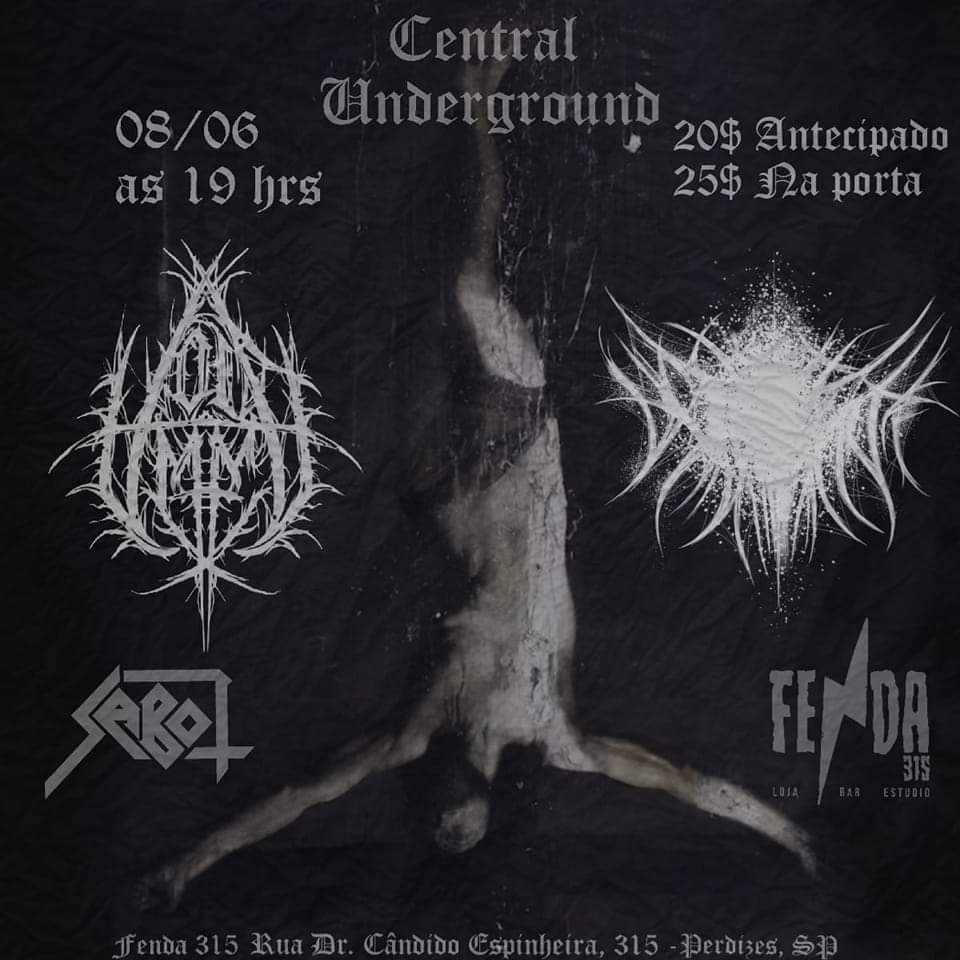 Central
Underground
08/06
as 19 hrs
20$ Antecipado
25$ Na porta
SABOT
FENDA
315
LOJA BAR ESTUDIO
Fenda 315 Rua Dr. Cândido Espinheira, 315 - Perdizes, SP